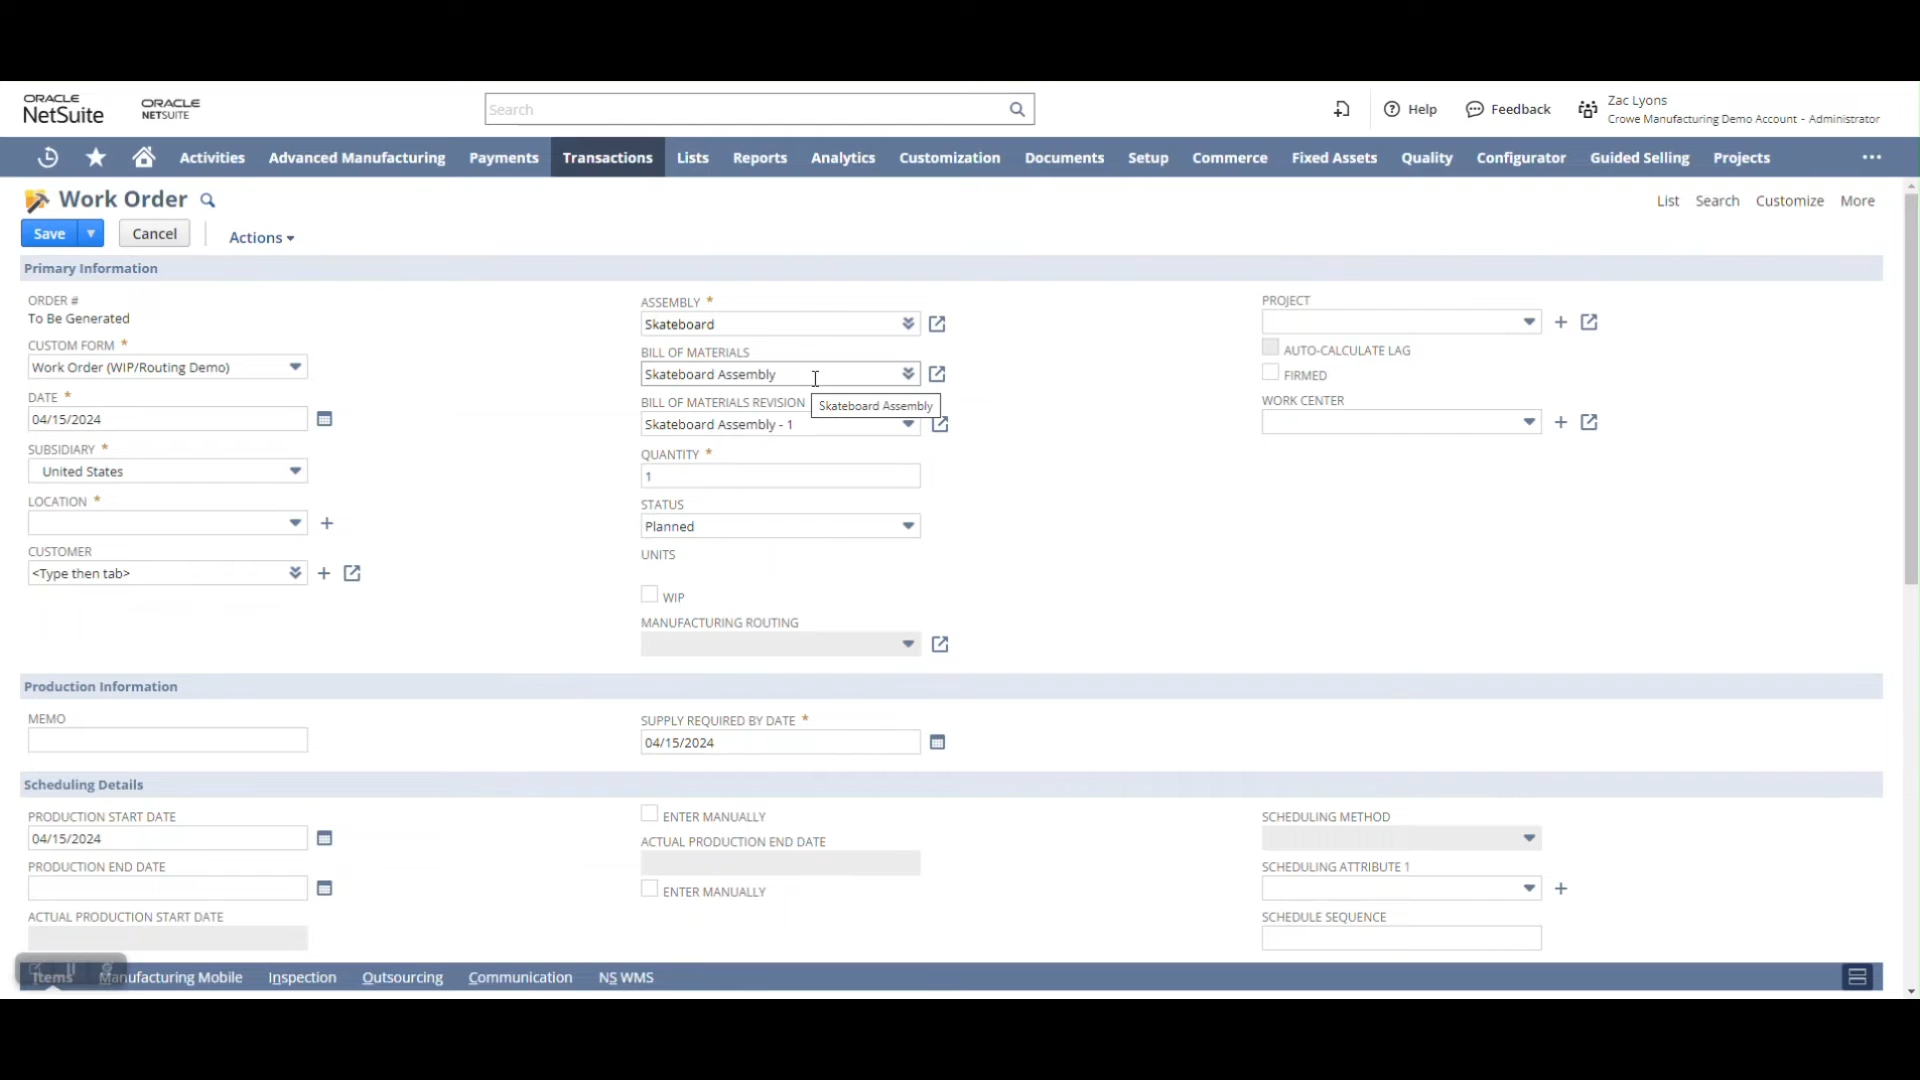 ORACLE
NetSuite
ORACLE
NETSUITE
Search
Help
Feedback
Zac Lyons
Crowe Manufacturing Demo Account - Administrator
Activities
Advanced Manufacturing
Payments
Transactions
Lists
Reports
Analytics
Customization
Documents
Setup
Commerce
Fixed Assets
Quality
Configurator
Guided Selling
Projects
Work Order
List
Search
Customize
More
Save
Cancel
Actions
Primary Information
ORDER #
To Be Generated
CUSTOM FORM *
Work Order (WIP/Routing Demo)
DATE *
04/15/2024
SUBSIDIARY *
United States
LOCATION *
CUSTOMER
<Type then tab>
ASSEMBLY *
Skateboard
BILL OF MATERIALS
Skateboard Assembly
BILL OF MATERIALS REVISION
Skateboard Assembly
Skateboard Assembly - 1
QUANTITY *
1
STATUS
Planned
UNITS
WIP
MANUFACTURING ROUTING
PROJECT
AUTO-CALCULATE LAG
FIRMED
WORK CENTER
Production Information
MEMO
SUPPLY REQUIRED BY DATE *
04/15/2024
Scheduling Details
PRODUCTION START DATE
04/15/2024
PRODUCTION END DATE
ACTUAL PRODUCTION START DATE
ENTER MANUALLY
ACTUAL PRODUCTION END DATE
ENTER MANUALLY
SCHEDULING METHOD
SCHEDULING ATTRIBUTE 1
SCHEDULE SEQUENCE
Items
Manufacturing Mobile
Inspection
Outsourcing
Communication
NS WMS